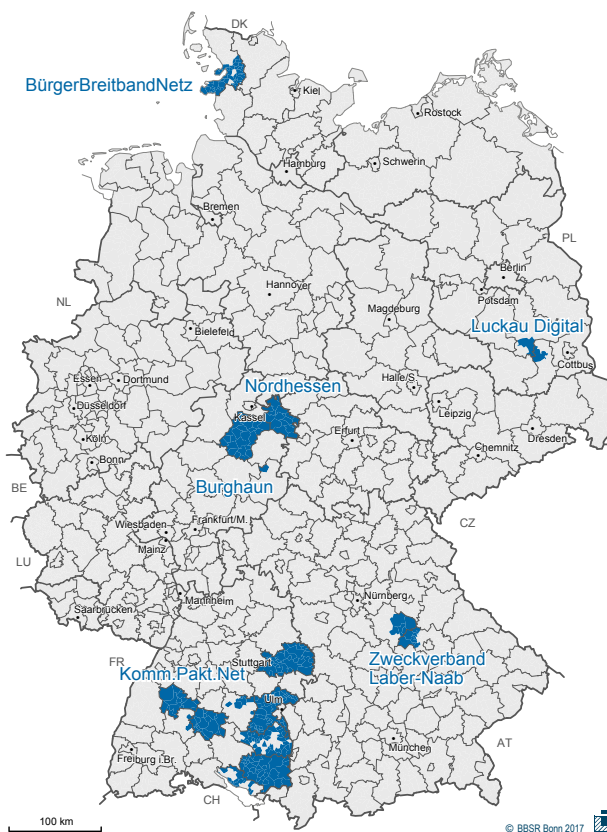 DK
BürgerBreitbandNetz
Kiel
Rostock
Hamburg
Schwerin
Bremen
PL
Berlin
NL
Hannover
Potsdam
Magdeburg
Luckau Digital
Bielefeld
Cottbus
Essen
Dortmund
Nordhessen
Halle/S.
Düsseldorf
Kassel
Leipzig
Köln
Erfurt
Dresden
Chemnitz
Bonn
BE
Burghaun
CZ
Wiesbaden
Frankfurt/M.
Mainz
LU
Nürnberg
Mannheim
Saarbrücken
FR
Stuttgart
Zweckverband
Laber-Naab
Komm.Pakt.Net
Ulm
AT
München
Freiburg i.Br.
CH
100 km
© BBSR Bonn 2017